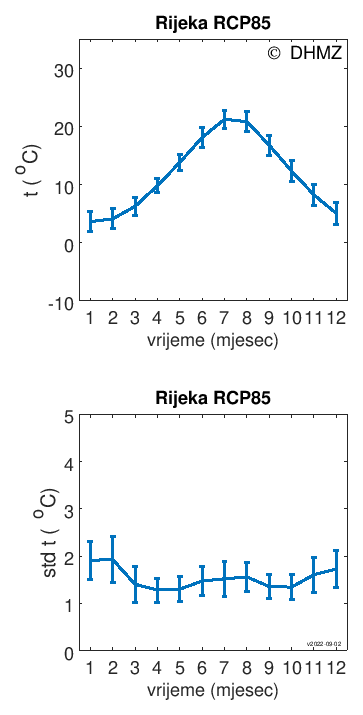 Rijeka RCP85
© DHMZ
30
20
10
0
-10
t ( °C)
1 2 3 4 5 6 7 8 9 10 11 12
vrijeme (mjesec)
Rijeka RCP85
5
4
3
2
1
0
std t ( °C)
v2022-09-02
1 2 3 4 5 6 7 8 9 10 11 12
vrijeme (mjesec)